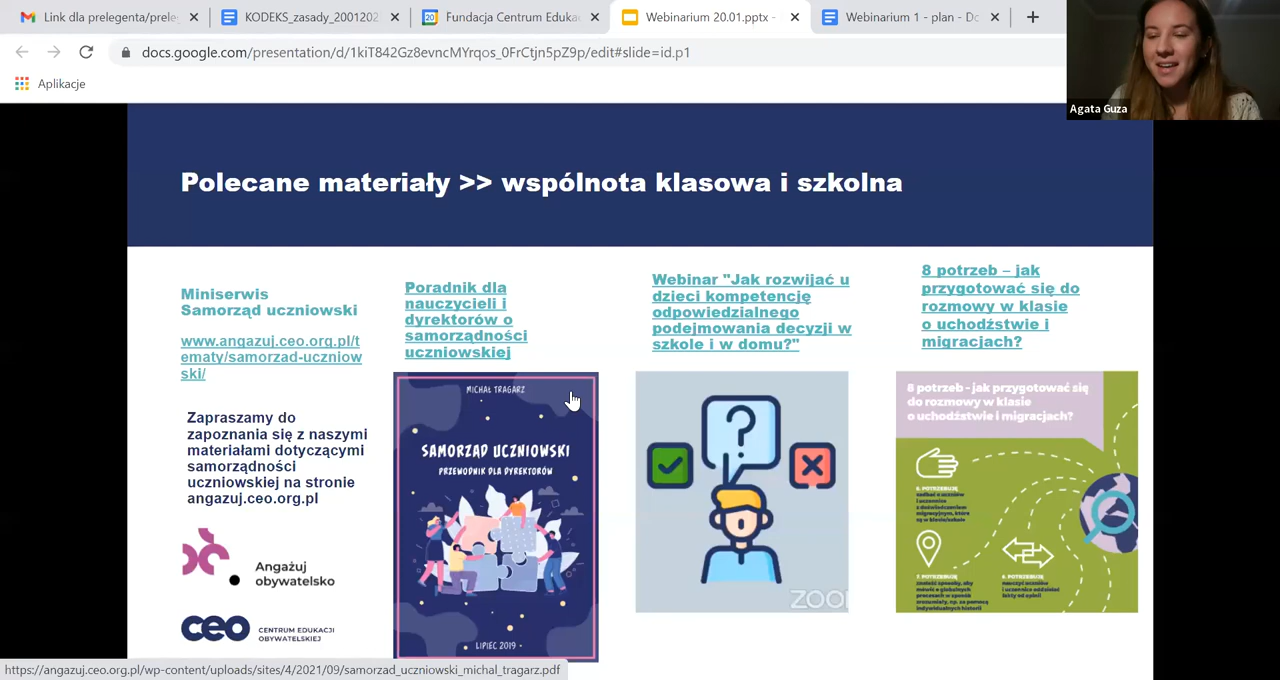 Link dla prelegenta/prele
KODEKS_zasady_2001202
Fundacja Centrum Eduka
Webinarium 20.01.pptx -
Webinarium 1 - plan - Do
docs.google.com/presentation/d/1kiT842Gz8evncMYrqos_0FrCtjn5pZ9p/edit#slide=id.p1
Aplikacje
Agata Guza
Polecane materiały >> wspólnota klasowa i szkolna
Miniserwis
Samorząd uczniowski
www.angazuj.ceo.org.pl/t
ematy/samorzad-uczniow
ski/
Zapraszamy do
zapoznania się z naszymi
materiałami dotyczącymi
samorządności
uczniowskiej na stronie
angazuj.ceo.org.pl
Angażuj
obywatelsko
ceo
CENTRUM EDUKACJI
OBYWATELSKIEJ
Poradnik dla
nauczycieli i
dyrektorów o
samorządności
uczniowskiej
MICHAŁ TRAGARZ
SAMORZĄD UCZNIOWSKI
PRZEWODNIK DLA DYREKTORÓW
LIPIEC 2019
Webinar "Jak rozwijać u
dzieci kompetencję
odpowiedzialnego
podejmowania decyzji w
szkole i w domu?"
?
ZOO
8 potrzeb – jak
przygotować się do
rozmowy w klasie
o uchodźstwie i
migracjach?
8 potrzeb - jak przygotować się
do rozmowy w klasie
o uchodźstwie i migracjach?
https://angazuj.ceo.org.pl/wp-content/uploads/sites/4/2021/09/samorzad_uczniowski_michal_tragarz.pdf